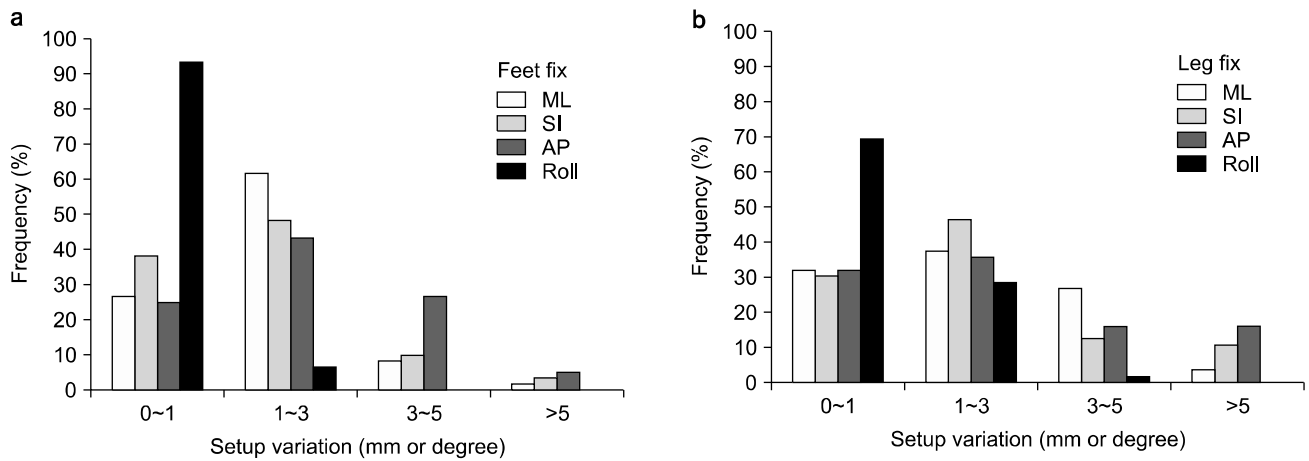 a
100
90
80
70
60
50
40
30
20
10
0
Frequency (%)
Feet fix
ML
SI
AP
Roll
0~1 1~3 3~5 >5
Setup variation (mm or degree)
b
100
90
80
70
60
50
40
30
20
10
0
Frequency (%)
Leg fix
ML
SI
AP
Roll
0~1 1~3 3~5 >5
Setup variation (mm or degree)